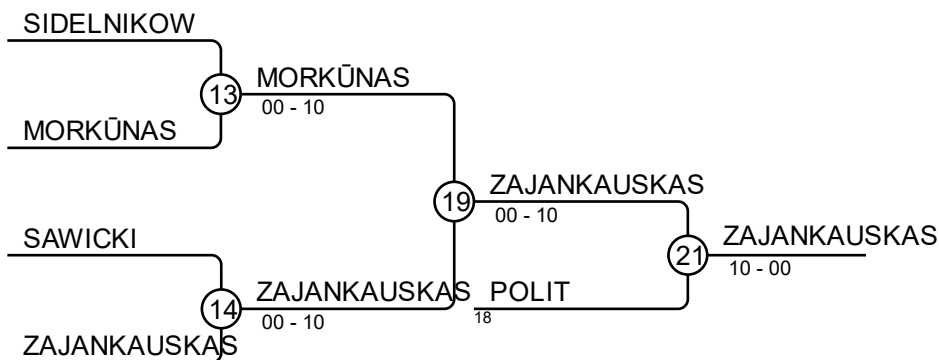 SIDELNIKOW
13
MORKŪNAS
00 - 10
MORKŪNAS
19
ZAJANKAUSKAS
00 - 10
SAWICKI
21
ZAJANKAUSKAS
10 - 00
14
ZAJANKAUSKAS
00 - 10
POLIT
18
ZAJANKAUSKAS